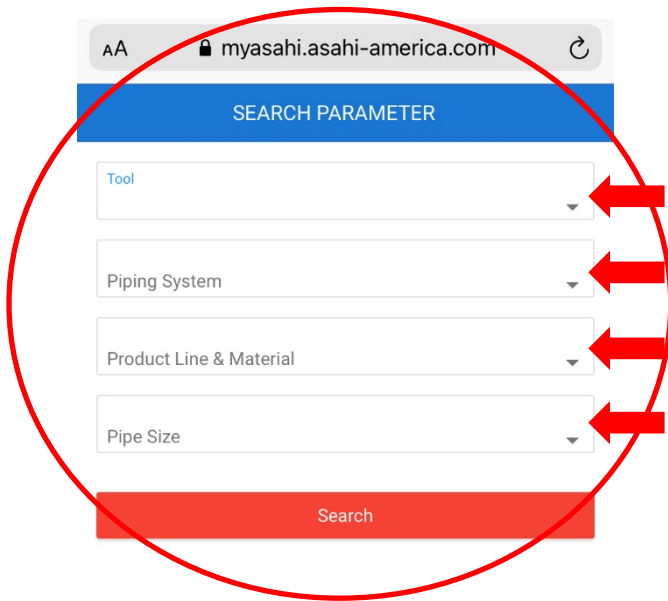 AA myasahi.asahi-america.com
SEARCH PARAMETER
Tool
Piping System
Product Line & Material
Pipe Size
Search